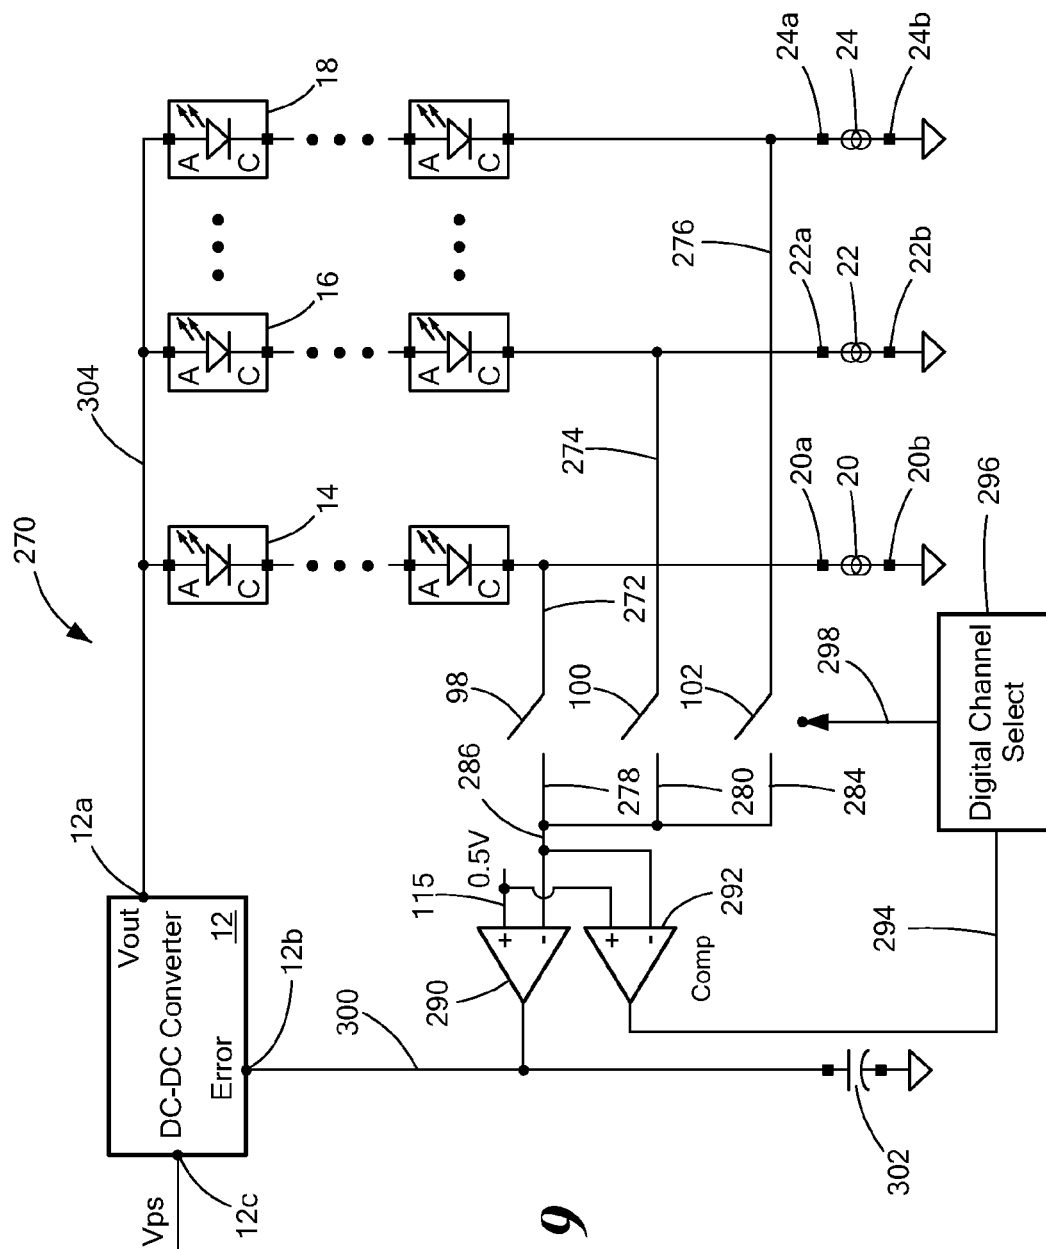 270
304
12a
Vout
DC-DC Converter
12
Error
12b
12c
Vps
A
C
14
A
C
16
A
C
18
A
C
A
C
A
C
300
290
115
0.5V
+
-
+
-
292
Comp
286
98
100
102
272
274
276
278
280
284
294
298
Digital Channel
Select
296
302
20a
20
20b
22a
22
22b
24a
24
24b
9